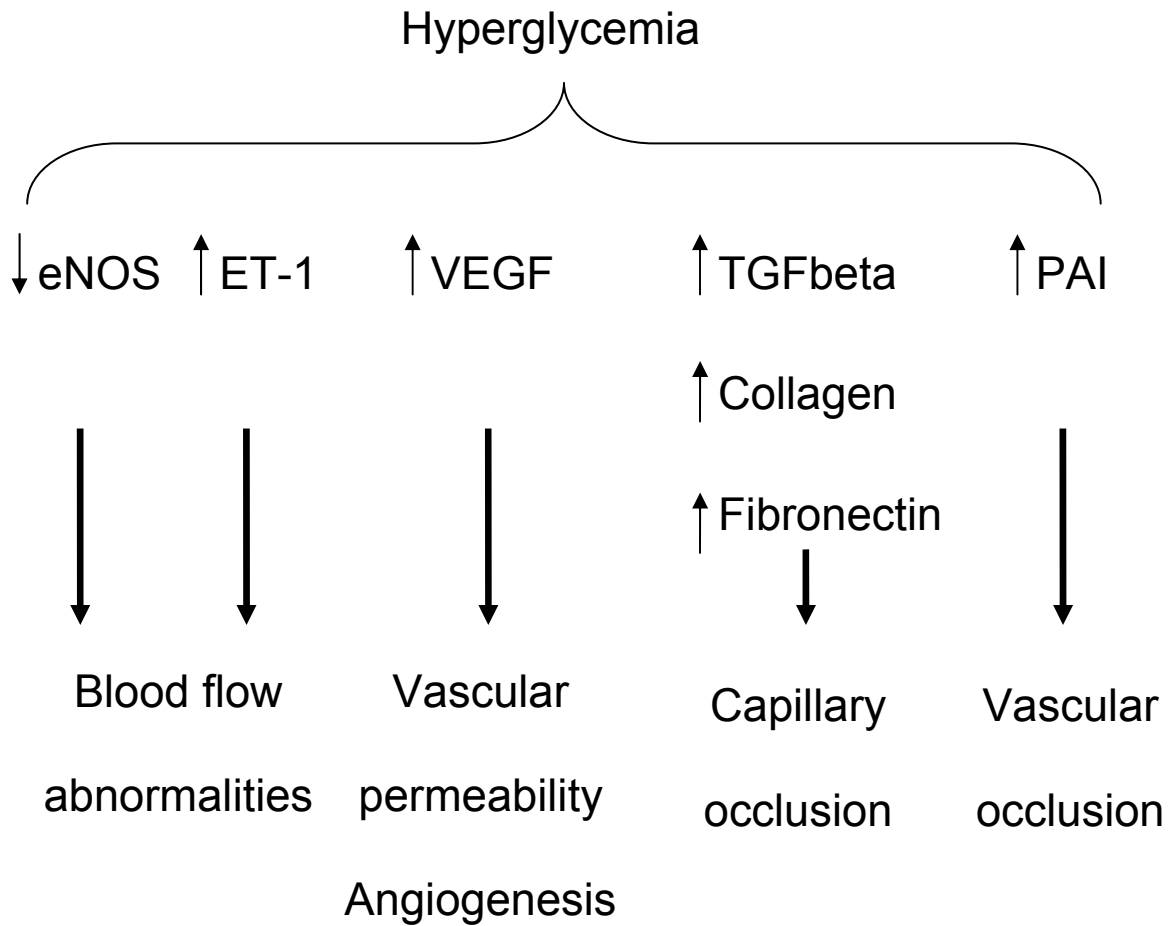 Hyperglycemia
↓ eNOS ↑ ET-1 ↑ VEGF ↑ TGFbeta ↑ PAI
↑ Collagen
↑ Fibronectin
Blood flow
abnormalities
Vascular
permeability
Angiogenesis
Capillary
occlusion
Vascular
occlusion